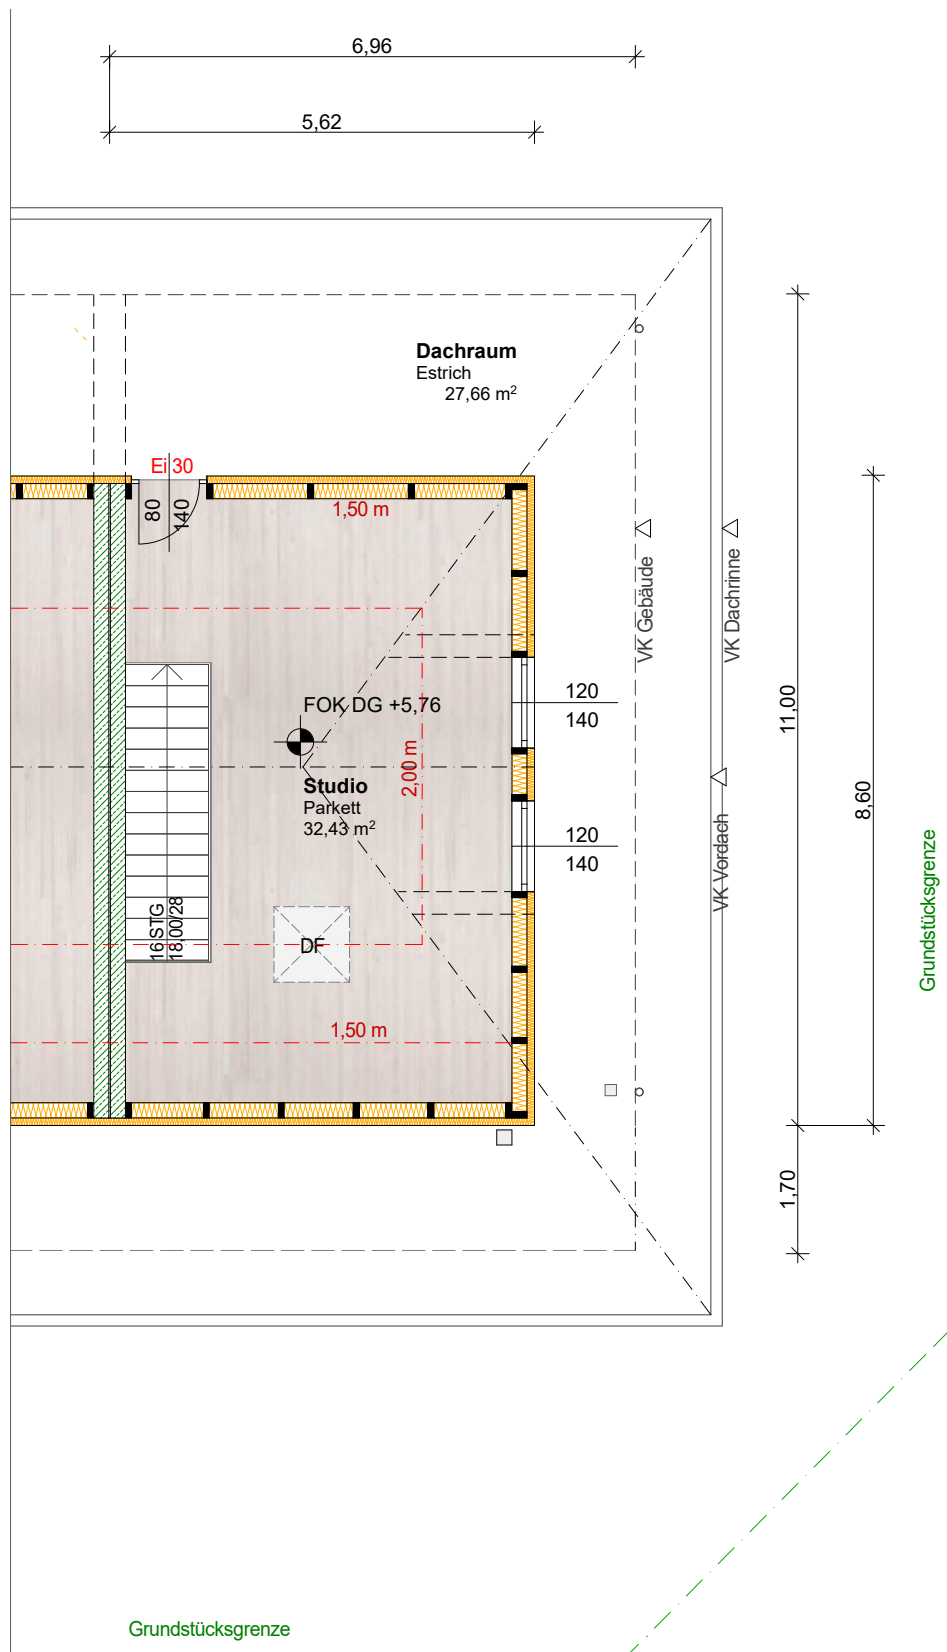 6,96
5,62
Dachraum
Estrich
27,66 m²
Ei 30
80
140
1,50 m
VK Gebäude
VK Dachrinne
FOK DG +5,76
120
140
11,00
2,00 m
Studio
Parkett
32,43 m²
8,60
120
140
VK Vordach
Grundstücksgrenze
16 STG
18,00/28
DF
1,50 m
1,70
Grundstücksgrenze